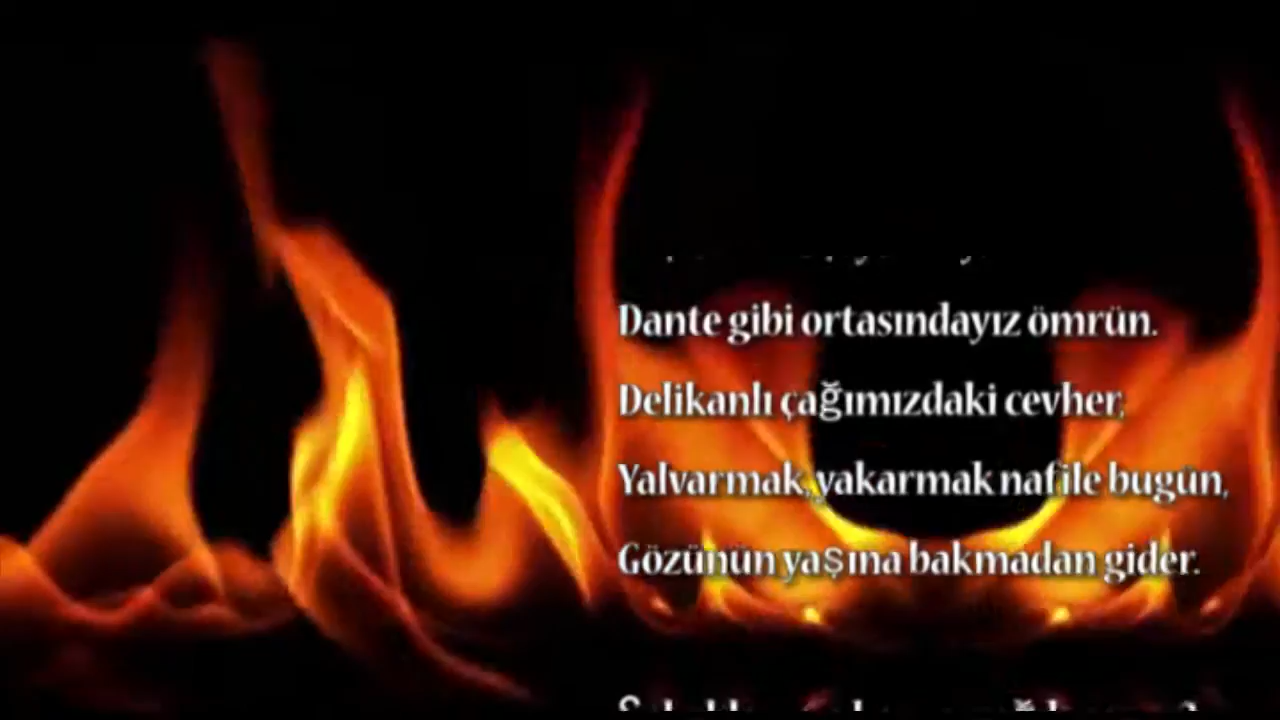 Dante gibi ortasındayız ömrün.
Delikanlı çağımızdaki cevher,
Yalvarmak, yakarmak nafile bugün,
Gözünün yaşına bakmadan gider.